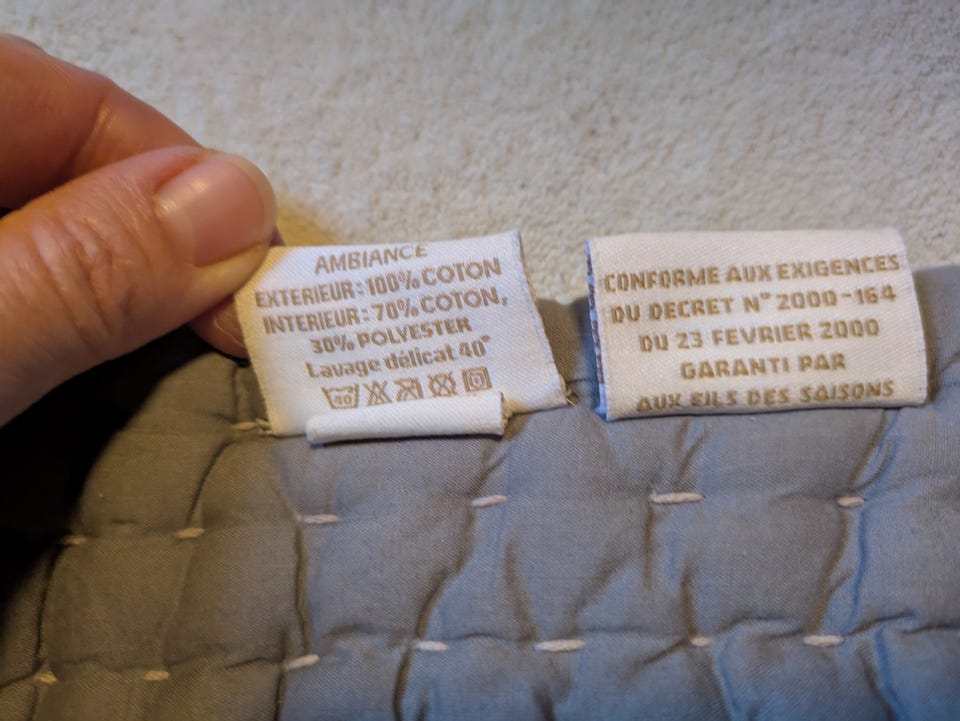 AMBIANCE
EXTERIEUR: 100% COTON
INTERIEUR: 70% COTON,
30% POLYESTER
Lavage délicat 40°
40
CONFORME AUX EXIGENCES
DU DECRET N° 2000-164
DU 23 FEVRIER 2000
GARANTI PAR
AUX FILS DES SAISONS